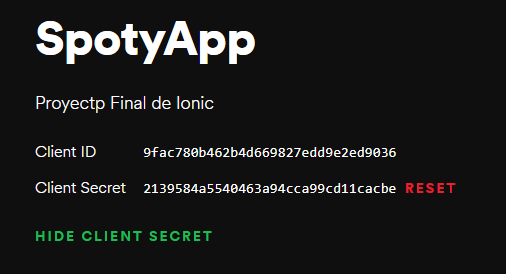 SpotyApp
Proyectp Final de Ionic
Client ID 9fac780b462b4d669827edd9e2ed9036
Client Secret 2139584a5540463a94cca99cd11cacbe RESET
HIDE CLIENT SECRET